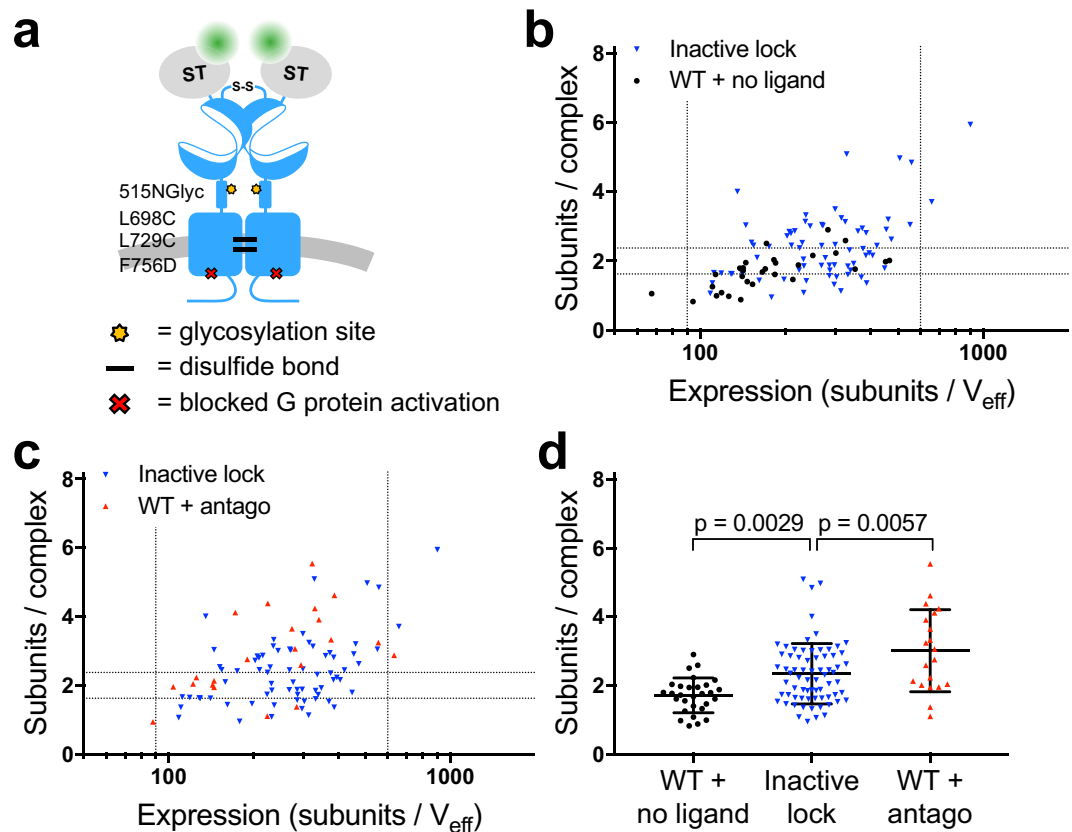 a
ST
ST
S-S
515NGlyc
L698C
L729C
F756D
= glycosylation site
= disulfide bond
= blocked G protein activation
b
Inactive lock
WT + no ligand
Subunits / complex
8
6
4
2
0
100
1000
Expression (subunits / Veff)
c
Inactive lock
WT + antago
Subunits / complex
8
6
4
2
0
100
1000
Expression (subunits / Veff)
d
p = 0.0029
p = 0.0057
Subunits / complex
8
6
4
2
0
WT +
no ligand
Inactive
lock
WT +
antago